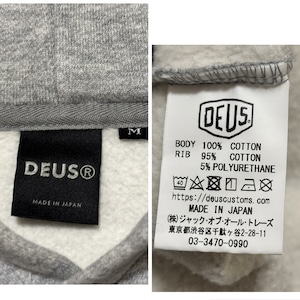 DEUS®
MADE IN JAPAN
M
DEUS
BODY 100% COTTON
RIB 95% COTTON
5% POLYURETHANE
40
https://deuscustoms.com
MADE IN JAPAN
(株)ジャック・オブ・オール・トレーズ
東京都渋谷区千駄ヶ谷2-28-11
03-3470-0990